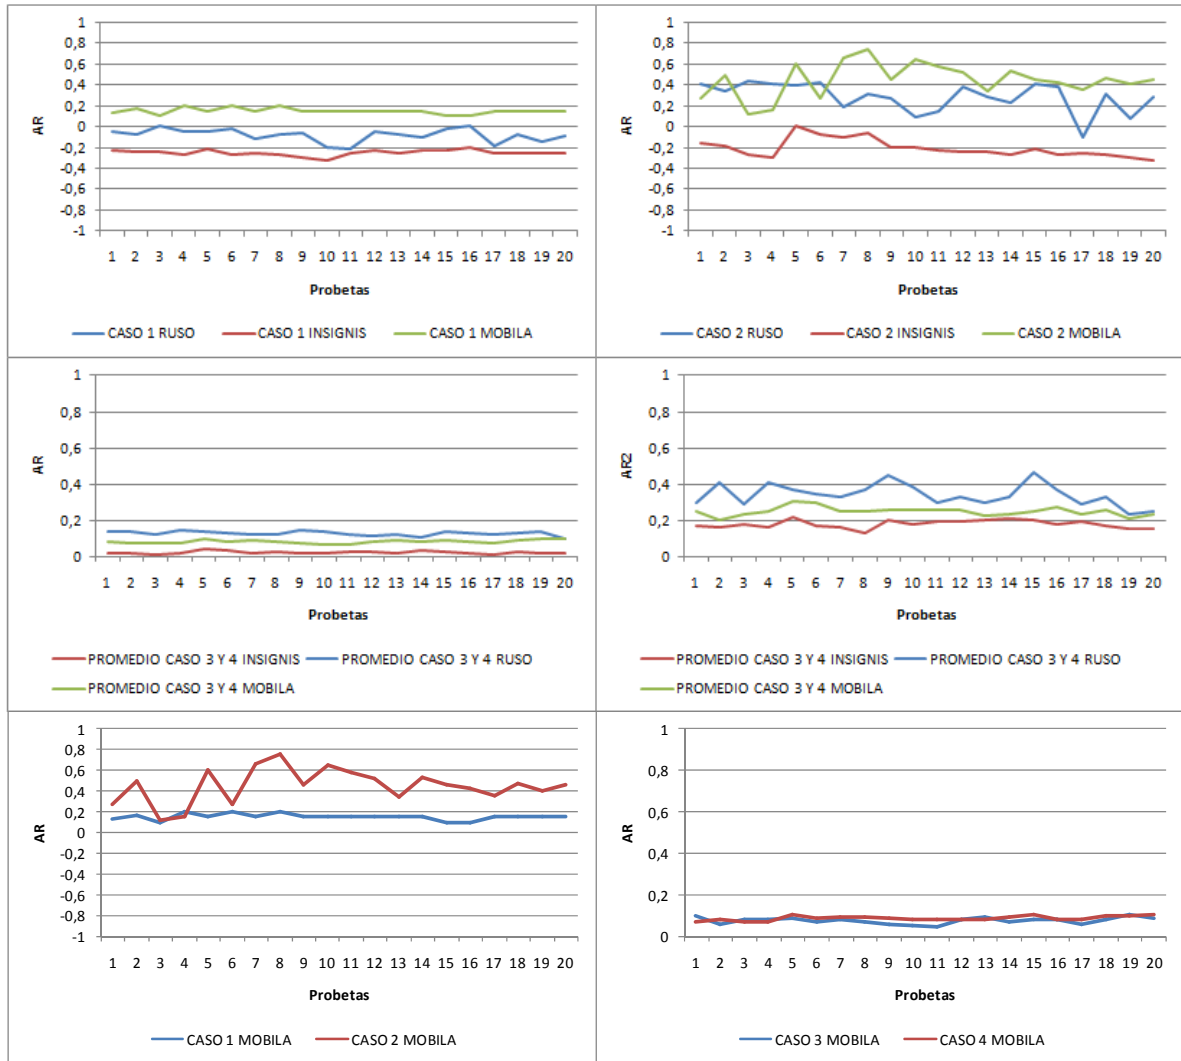 1
0,8
0,6
0,4
0,2
0
-0,2
-0,4
-0,6
-0,8
-1
AR
1 2 3 4 5 6 7 8 9 10 11 12 13 14 15 16 17 18 19 20
Probetas
CASO 1 RUSO CASO 1 INSIGNIS CASO 1 MOBILA
1
0,8
0,6
0,4
0,2
0
-0,2
-0,4
-0,6
-0,8
-1
AR
1 2 3 4 5 6 7 8 9 10 11 12 13 14 15 16 17 18 19 20
Probetas
CASO 2 RUSO CASO 2 INSIGNIS CASO 2 MOBILA
1
0,8
0,6
0,4
0,2
0
AR
1 2 3 4 5 6 7 8 9 10 11 12 13 14 15 16 17 18 19 20
Probetas
PROMEDIO CASO 3 Y 4 INSIGNIS PROMEDIO CASO 3 Y 4 RUSO
PROMEDIO CASO 3 Y 4 MOBILA
1
0,8
0,6
0,4
0,2
0
AR2
1 2 3 4 5 6 7 8 9 10 11 12 13 14 15 16 17 18 19 20
Probetas
PROMEDIO CASO 3 Y 4 INSIGNIS PROMEDIO CASO 3 Y 4 RUSO
PROMEDIO CASO 3 Y 4 MOBILA
1
0,8
0,6
0,4
0,2
0
-0,2
-0,4
-0,6
-0,8
-1
AR
1 2 3 4 5 6 7 8 9 10 11 12 13 14 15 16 17 18 19 20
Probetas
CASO 1 MOBILA CASO 2 MOBILA
1
0,8
0,6
0,4
0,2
0
AR
1 2 3 4 5 6 7 8 9 10 11 12 13 14 15 16 17 18 19 20
Probetas
CASO 3 MOBILA CASO 4 MOBILA